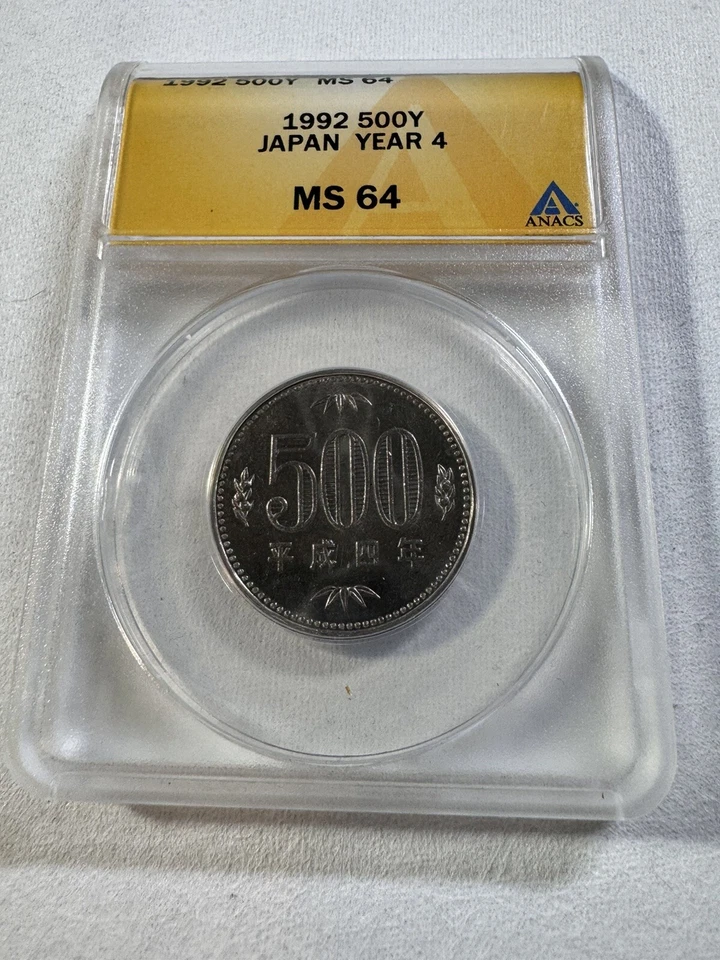 1992 500Y MS 64
1992 500Y
JAPAN YEAR 4
MS 64
ANACS
500
平成四年